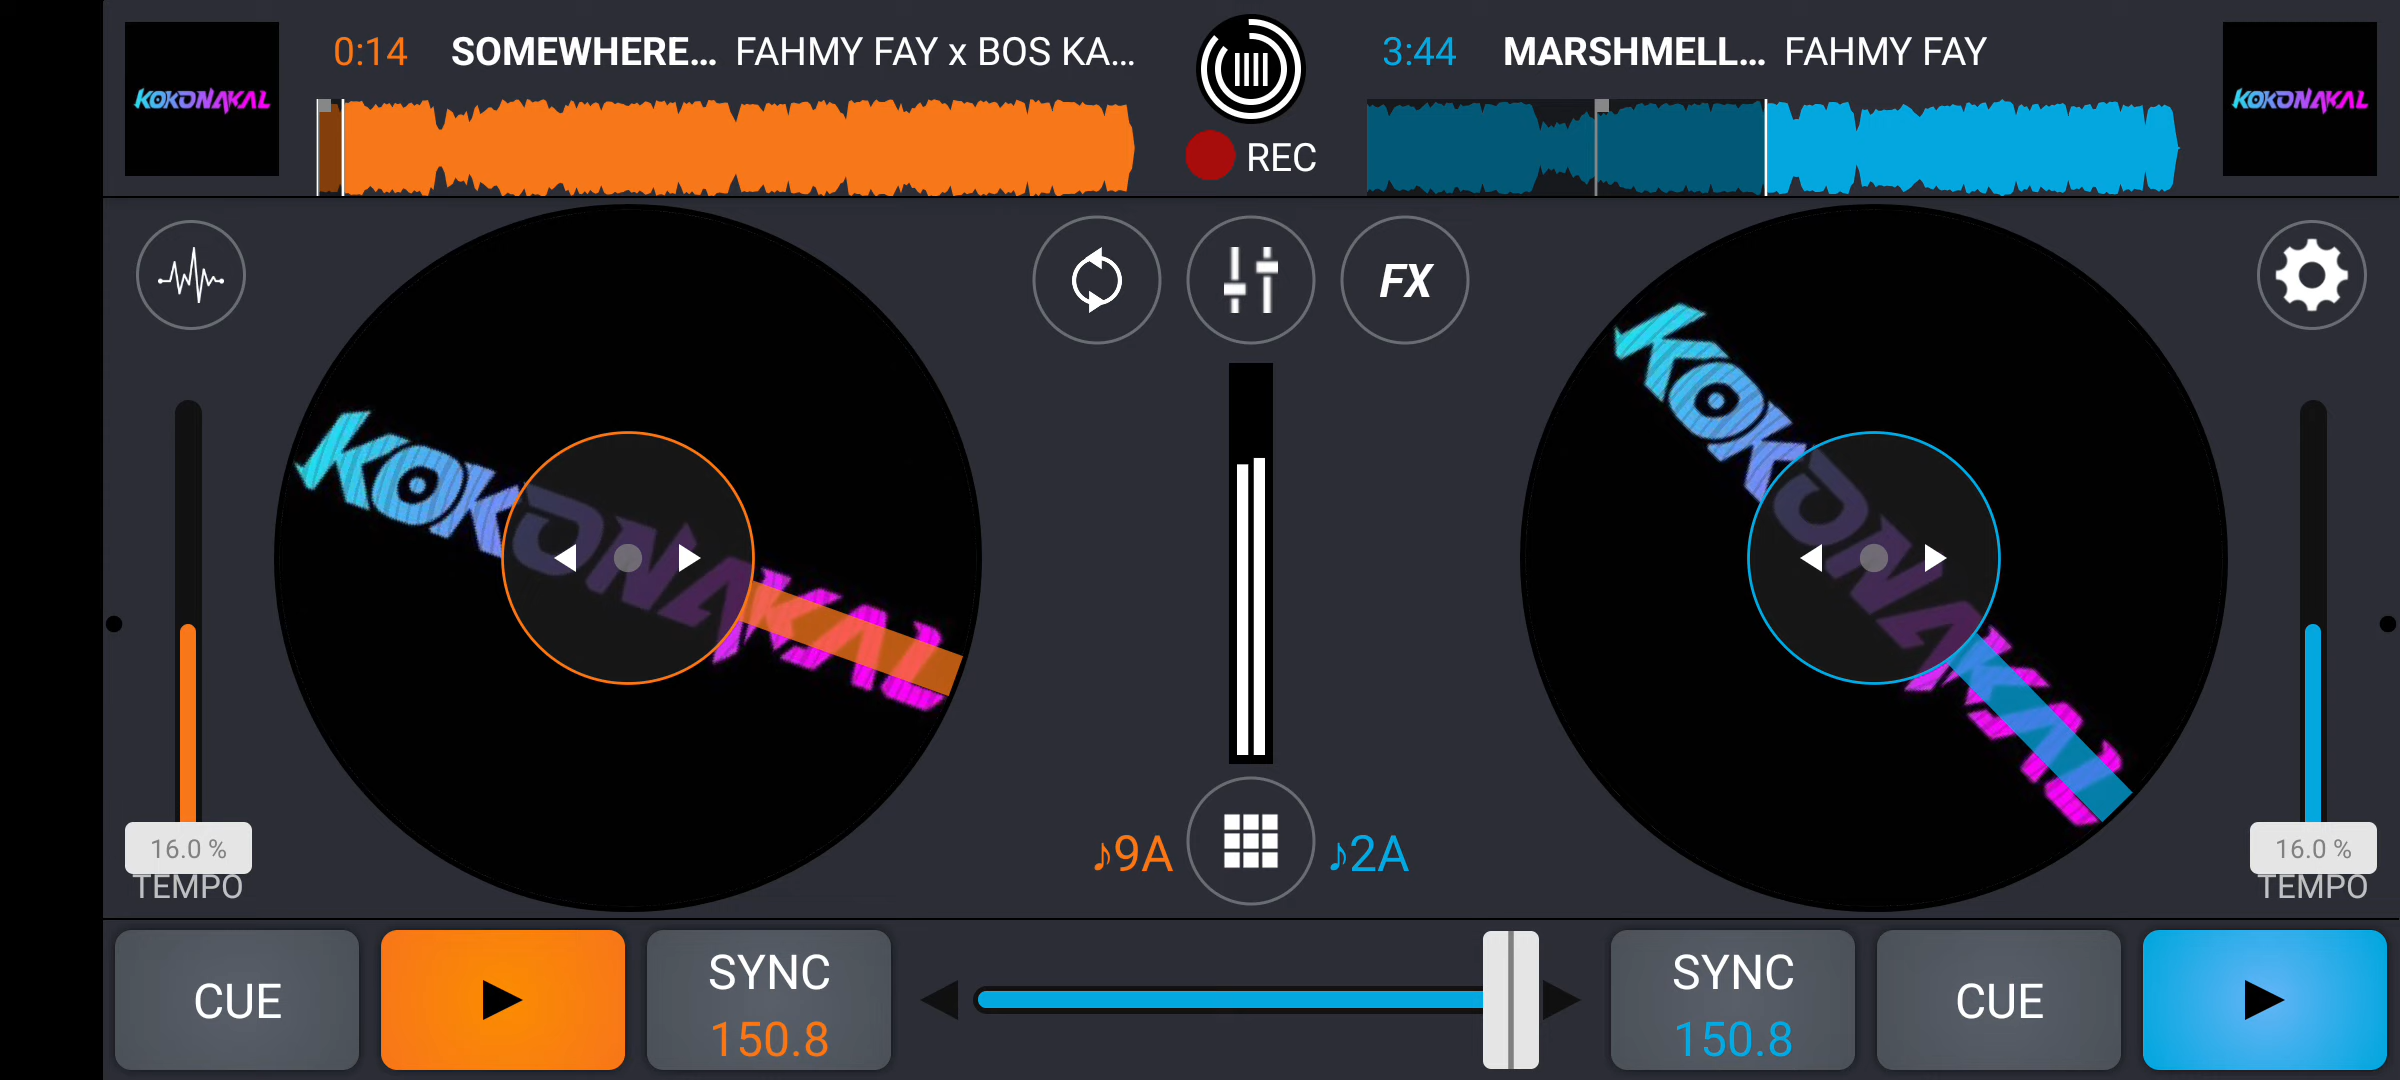 KOKONAKAL
0:14 SOMEWHERE... FAHMY FAY x BOS KA...
3:44 MARSHMELL... FAHMY FAY
KOKONAKAL
REC
FX
KOKONAKAL
KOKONAKAL
16.0 %
TEMPO
♪9A
♪2A
16.0 %
TEMPO
CUE
SYNC
150.8
SYNC
150.8
CUE